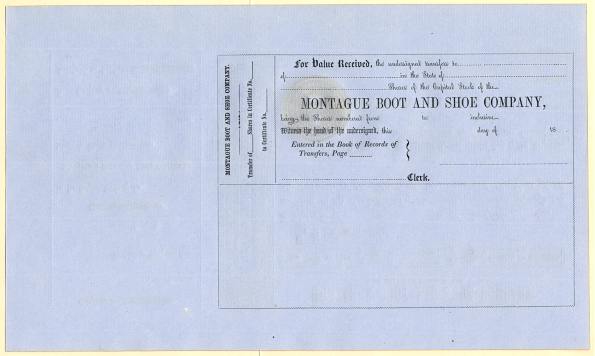 MONTAGUE BOOT AND SHOE COMPANY.
Transfer of Shares in Certificate No.
to Certificate No.
For Value Received, the undersigned transfers to
of in the State of
Shares of the Capital Stock of the
MONTAGUE BOOT AND SHOE COMPANY,
being the Shares numbered from to inclusive
Witness the hand of the undersigned, this day of 18
Entered in the Book of Records of
Transfers, Page
Clerk.